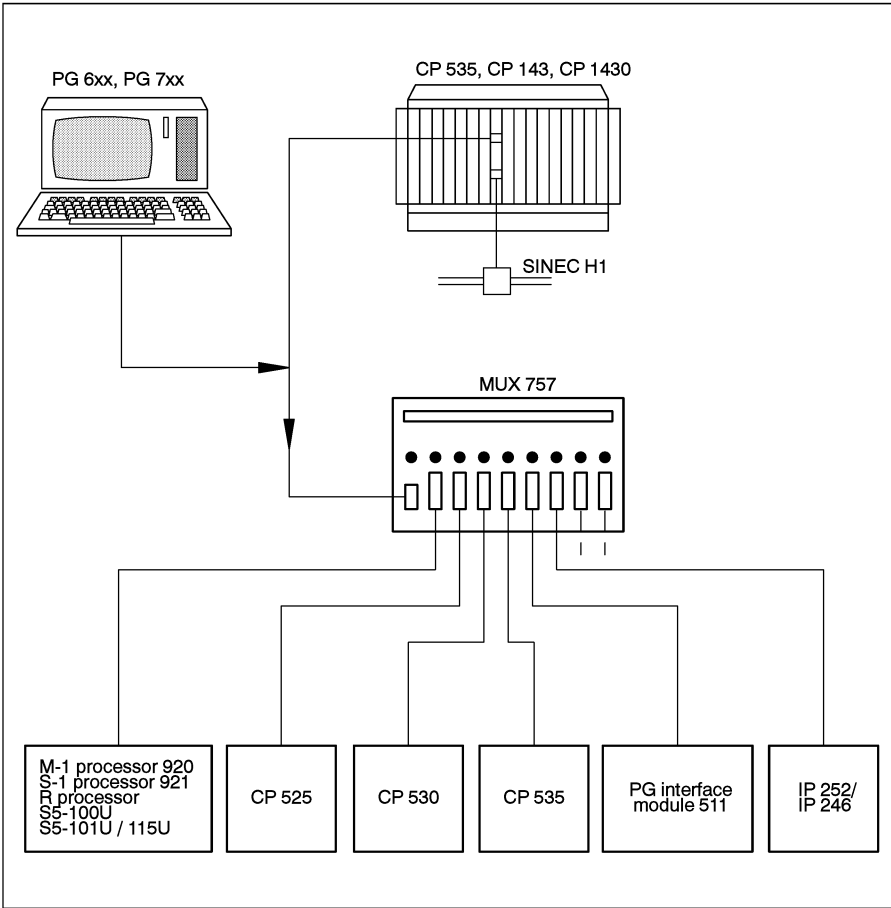 PG 6xx, PG 7xx
CP 535, CP 143, CP 1430
SINEC H1
MUX 757
M-1 processor 920
S-1 processor 921
R processor
S5-100U
S5-101U / 115U
CP 525
CP 530
CP 535
PG interface
module 511
IP 252/
IP 246